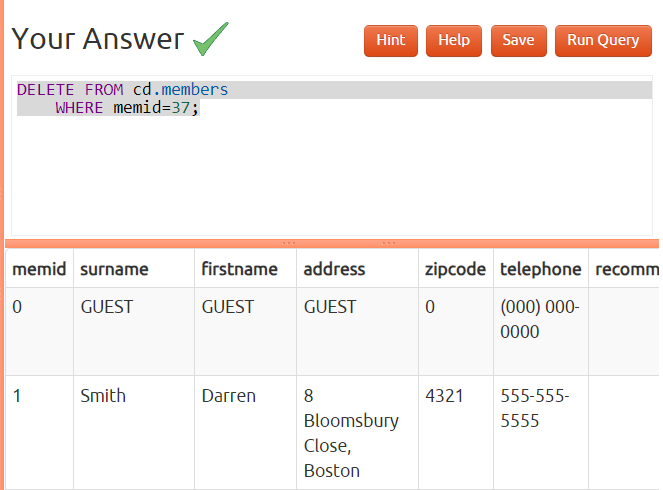 Your Answer
Hint Help Save Run Query
DELETE FROM cd.members
WHERE memid=37;
memid surname firstname address zipcode telephone recomm
0 GUEST GUEST GUEST 0 (000) 000-
0000
1 Smith Darren 8 4321 555-555-
Bloomsbury 5555
Close,
Boston